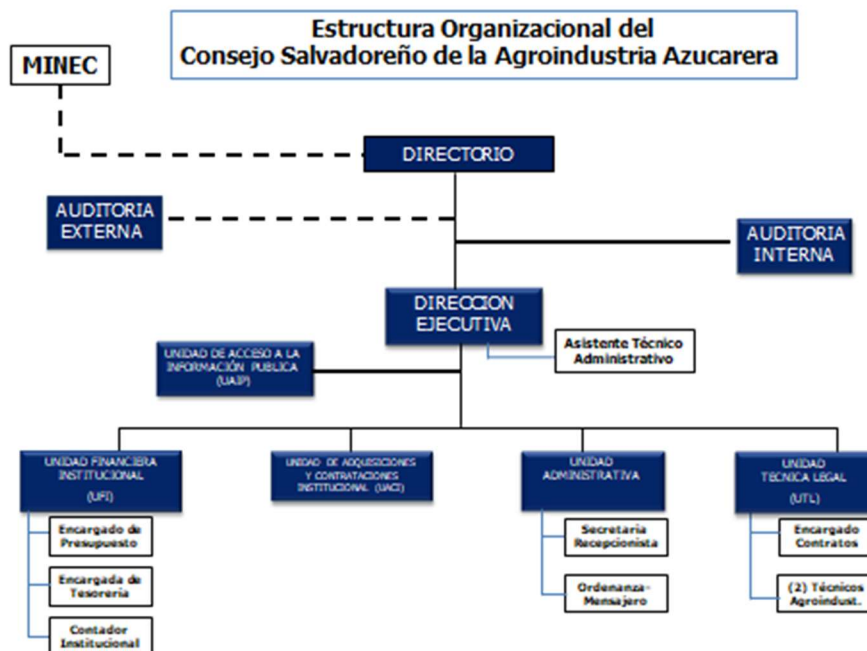 Estructura Organizacional del
Consejo Salvadoreño de la Agroindustria Azucarera
MINEC
DIRECTORIO
AUDITORIA
EXTERNA
AUDITORIA
INTERNA
DIRECCION
EJECUTIVA
Asistente Técnico
Administrativo
UNIDAD DE ACCESO A LA
INFORMACIÓN PUBLICA
(UAIP)
UNIDAD FINANCIERA
INSTITUCIONAL
(UFI)
UNIDAD DE ADQUISICIONES
Y CONTRATACIONES
INSTITUCIONAL (UACI)
UNIDAD
ADMINISTRATIVA
UNIDAD
TECNICA LEGAL
(UTL)
Encargado de
Presupuesto
Encargada de
Tesorería
Contador
Institucional
Secretaria
Recepcionista
Ordenanza-
Mensajero
Encargado
Contratos
(2) Técnicos
Agroindust.